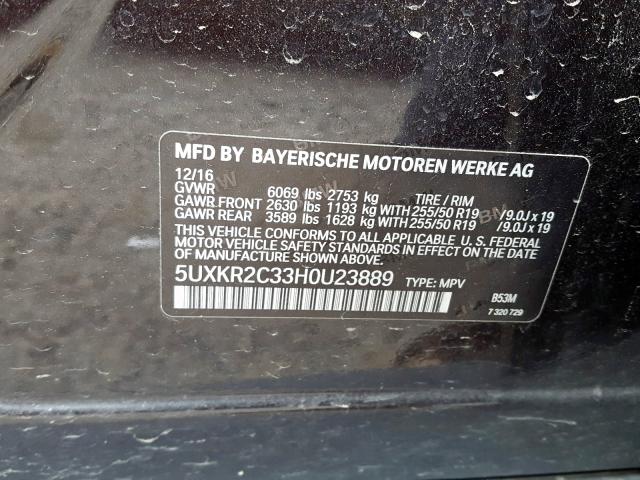 MFD BY BAYERISCHE MOTOREN WERKE AG
12/16
GVWR 6069 lbs 2753 kg TIRE / RIM
GAWR FRONT 2630 lbs 1193 kg WITH 255/50 R19 /9.0J x 19
GAWR REAR 3589 lbs 1628 kg WITH 255/50 R19 /9.0J x 19
THIS VEHICLE CONFORMS TO ALL APPLICABLE U. S. FEDERAL
MOTOR VEHICLE SAFETY STANDARDS IN EFFECT ON THE
DATE OF MANUFACTURE SHOWN ABOVE.
5UXKR2C33H0U23889 TYPE: MPV
B53M
7 320 729